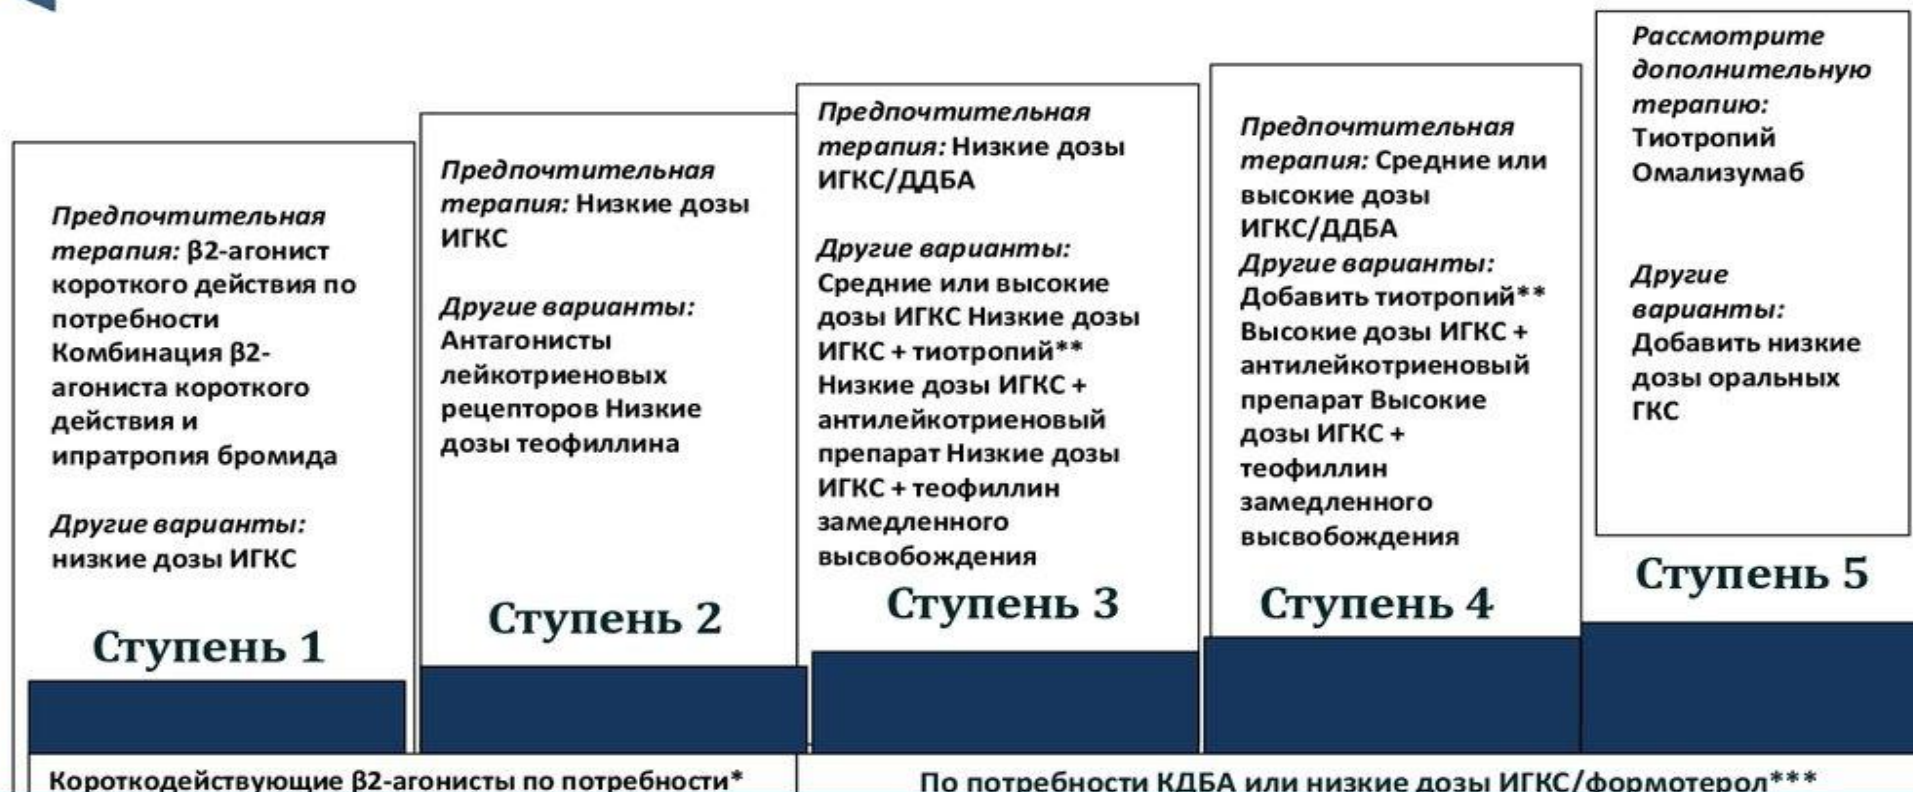 Предпочтительная
терапия: β2-агонист
короткого действия по
потребности
Комбинация β2-
агониста короткого
действия и
ипратропия бромида
Другие варианты:
низкие дозы ИГКС
Ступень 1
Предпочтительная
терапия: Низкие дозы
ИГКС
Другие варианты:
Антагонисты
лейкотриеновых
рецепторов Низкие
дозы теофиллина
Ступень 2
Предпочтительная
терапия: Низкие дозы
ИГКС/ДДБА
Другие варианты:
Средние или высокие
дозы ИГКС Низкие дозы
ИГКС + тиотропий**
Низкие дозы ИГКС +
антилейкотриеновый
препарат Низкие дозы
ИГКС + теофиллин
замедленного
высвобождения
Ступень 3
Предпочтительная
терапия: Средние или
высокие дозы
ИГКС/ДДБА
Другие варианты:
Добавить тиотропий**
Высокие дозы ИГКС +
антилейкотриеновый
препарат Высокие
дозы ИГКС +
теофиллин
замедленного
высвобождения
Ступень 4
Рассмотрите
дополнительную
терапию:
Тиотропий
Омализумаб
Другие
варианты:
Добавить низкие
дозы оральных
ГКС
Ступень 5
Короткодействующие β2-агонисты по потребности*
По потребности КДБА или низкие дозы ИГКС/формотерол***